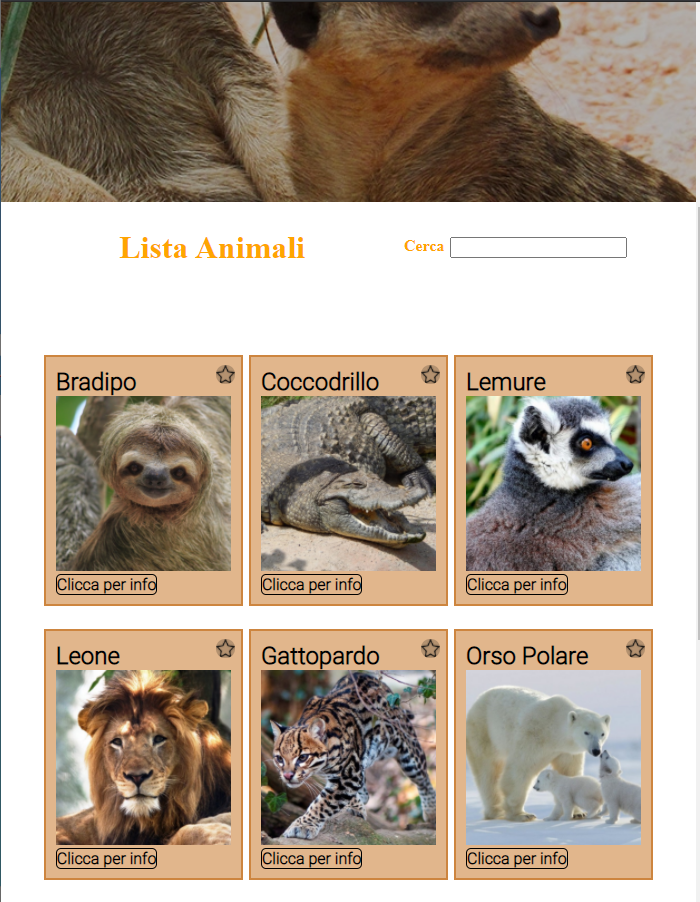 Lista Animali
Cerca
Bradipo
Coccodrillo
Lemure
Clicca per info
Clicca per info
Clicca per info
Leone
Gattopardo
Orso Polare
Clicca per info
Clicca per info
Clicca per info